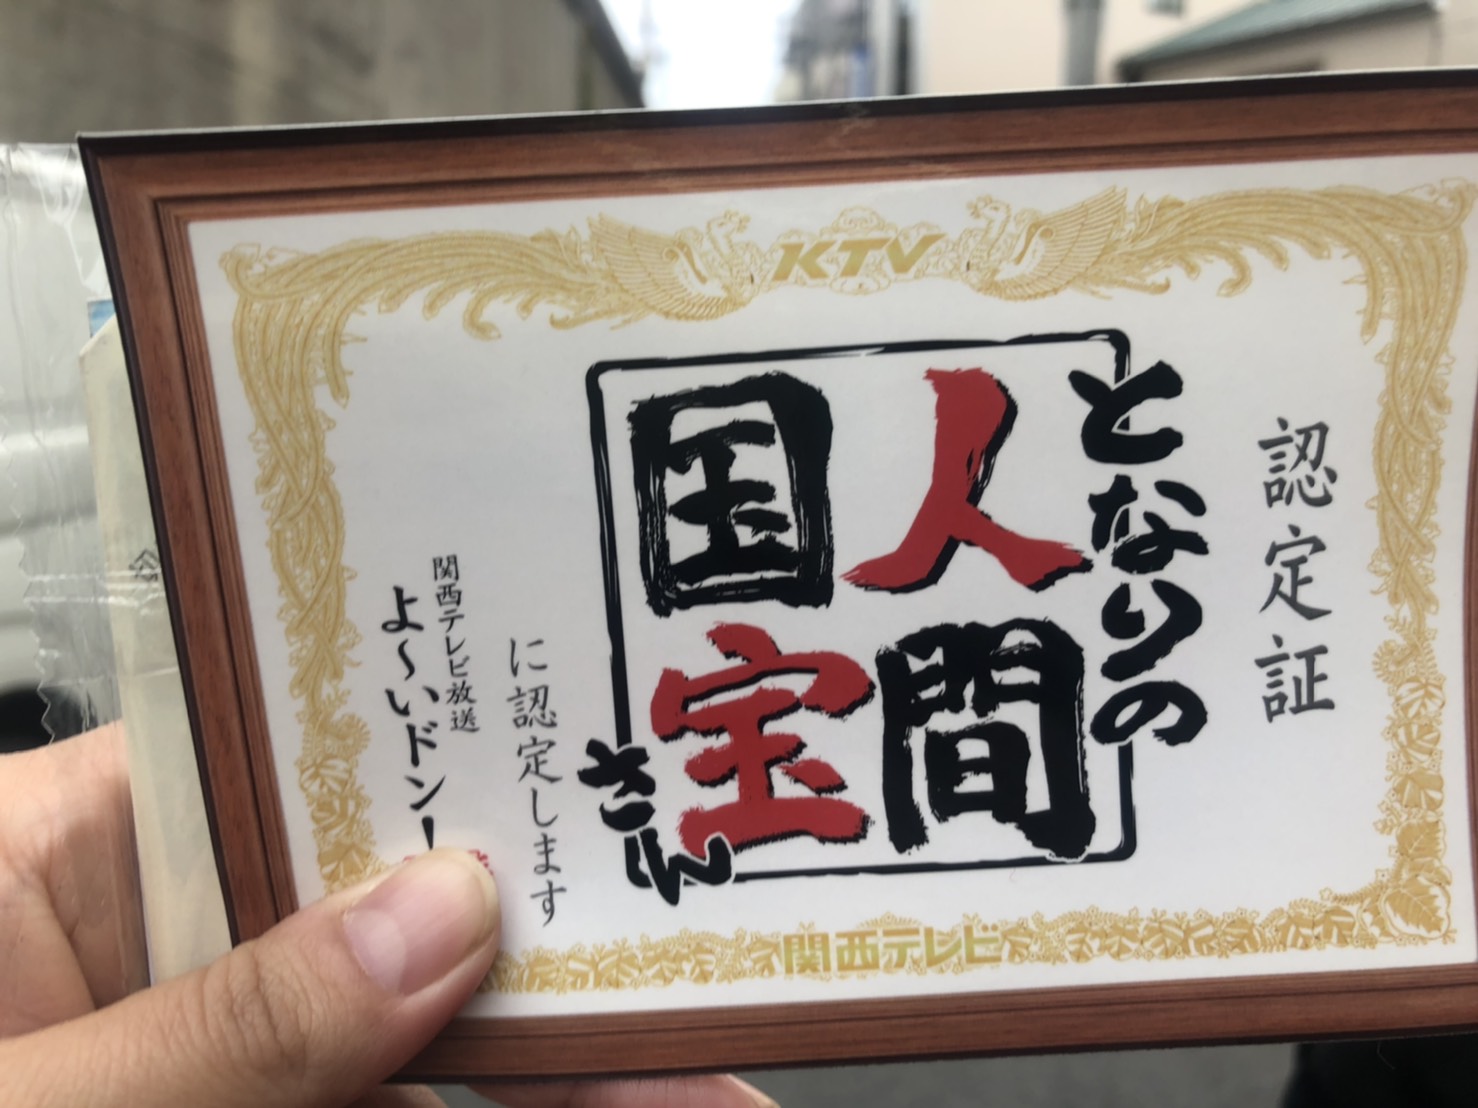 KTV
認定証
となりの
人間
国宝
さん
に認定します
関西テレビ放送
よ〜いドン！
関西テレビ